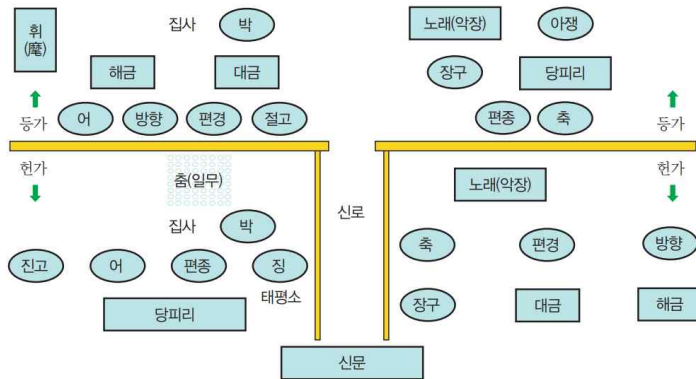 휘
(麾)
집사
박
노래(악장)
아쟁
해금
대금
장구
당피리
등가
어
방향
편경
절고
편종
축
등가
헌가
춤(일무)
신로
노래(악장)
헌가
집사
박
진고
어
편종
징
태평소
축
편경
방향
당피리
장구
대금
해금
신문